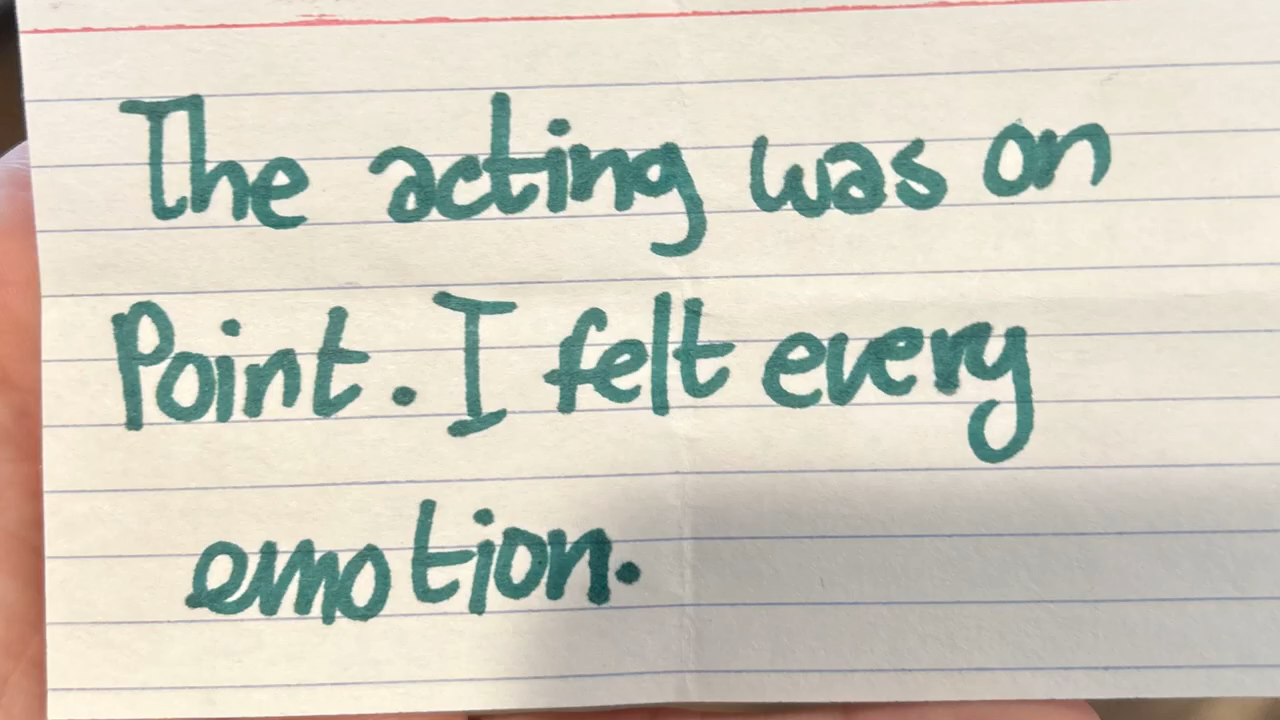 The acting was on
Point. I felt every
emotion.